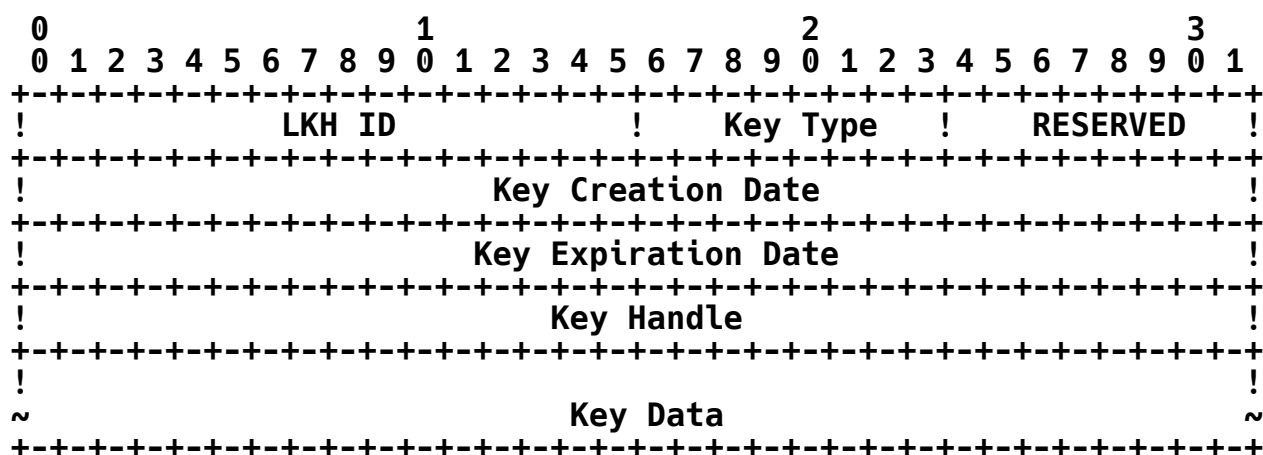 0                   1                   2                   3
 0 1 2 3 4 5 6 7 8 9 0 1 2 3 4 5 6 7 8 9 0 1 2 3 4 5 6 7 8 9 0 1
+-+-+-+-+-+-+-+-+-+-+-+-+-+-+-+-+-+-+-+-+-+-+-+-+-+-+-+-+-+-+-+-+
!             LKH ID            !    Key Type   !    RESERVED   !
+-+-+-+-+-+-+-+-+-+-+-+-+-+-+-+-+-+-+-+-+-+-+-+-+-+-+-+-+-+-+-+-+
!                        Key Creation Date                      !
+-+-+-+-+-+-+-+-+-+-+-+-+-+-+-+-+-+-+-+-+-+-+-+-+-+-+-+-+-+-+-+-+
!                       Key Expiration Date                     !
+-+-+-+-+-+-+-+-+-+-+-+-+-+-+-+-+-+-+-+-+-+-+-+-+-+-+-+-+-+-+-+-+
!                           Key Handle                          !
+-+-+-+-+-+-+-+-+-+-+-+-+-+-+-+-+-+-+-+-+-+-+-+-+-+-+-+-+-+-+-+-+
!                                                               !
~                            Key Data                           ~
+-+-+-+-+-+-+-+-+-+-+-+-+-+-+-+-+-+-+-+-+-+-+-+-+-+-+-+-+-+-+-+-+